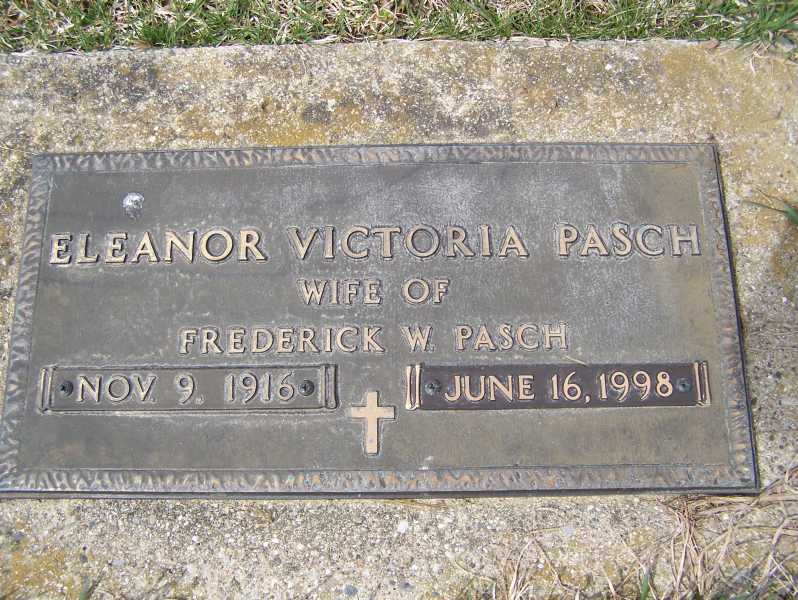 ELEANOR VICTORIA PASCH
WIFE OF
FREDERICK W. PASCH
NOV. 9. 1916 JUNE 16, 1998